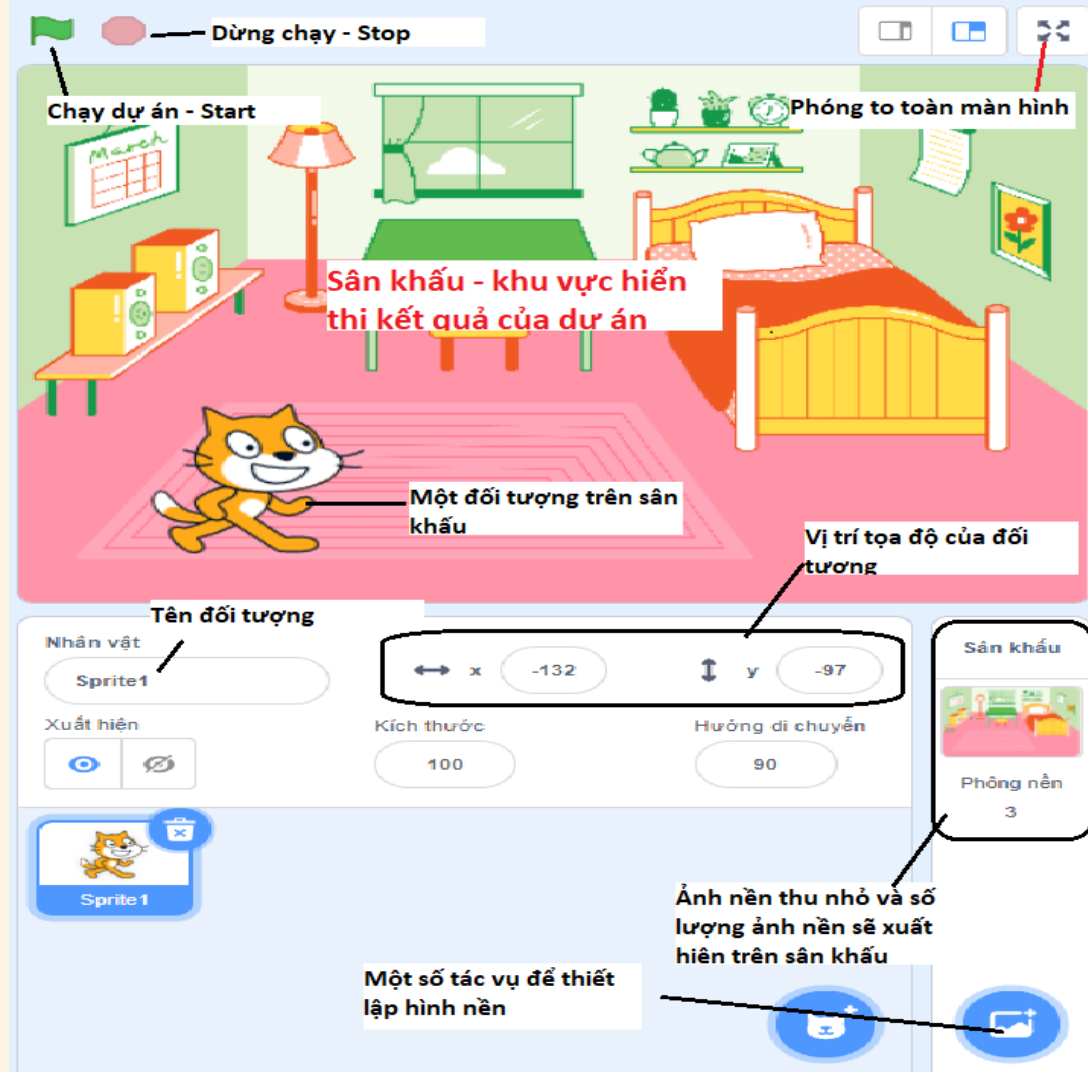 Dừng chạy - Stop
Chạy dự án - Start
Phóng to toàn màn hình
March
Sân khấu - khu vực hiển
thị kết quả của dự án
Một đối tượng trên sân
khấu
Vị trí tọa độ của đối
tượng
Tên đối tượng
Nhân vật
Sprite1
x
-132
y
-97
Xuất hiện
Kích thước
100
Hướng di chuyển
90
Sân khấu
Phông nền
3
Sprite1
Ảnh nền thu nhỏ và số
lượng ảnh nền sẽ xuất
hiên trên sân khấu
Một số tác vụ để thiết
lập hình nền